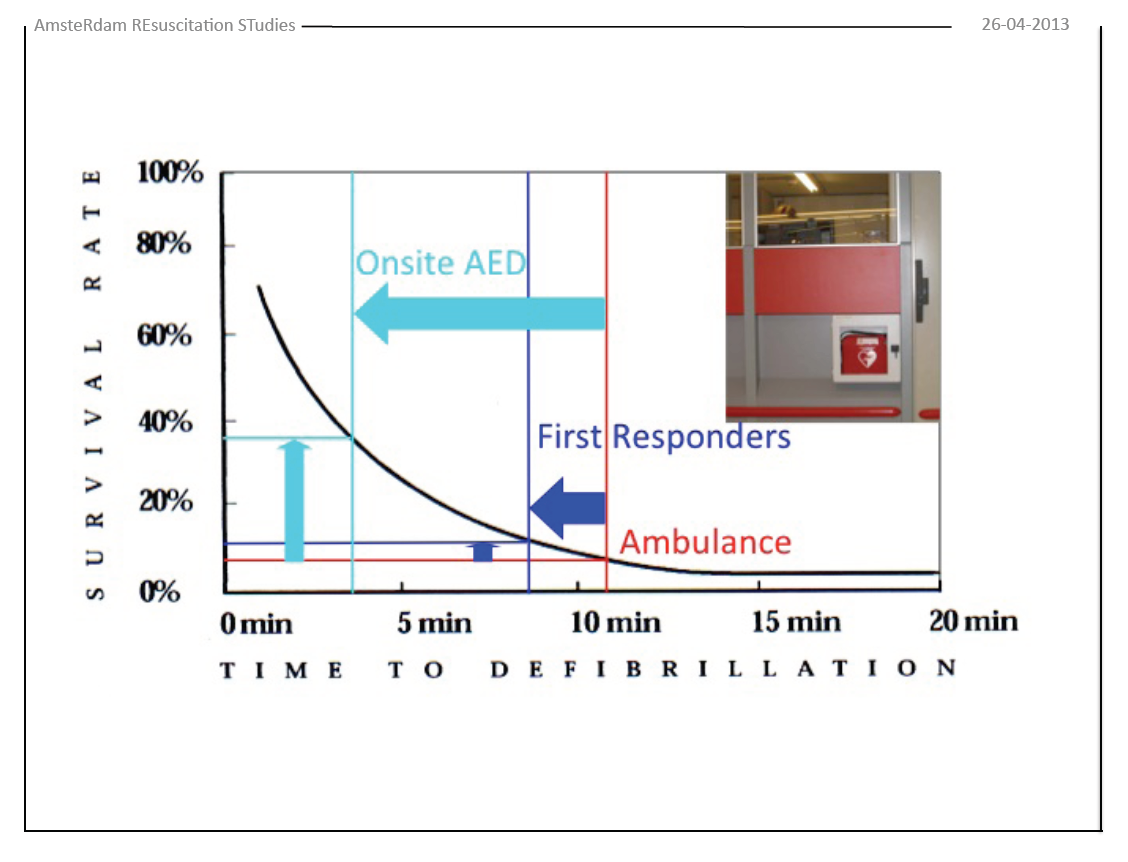 AmsteRdam REsuscitation STudies
26-04-2013
SURVIVAL RATE
100%
80%
60%
40%
20%
0%
Onsite AED
First Responders
Ambulance
0 min 5 min 10 min 15 min 20 min
TIME TO DEFIBRILLATION